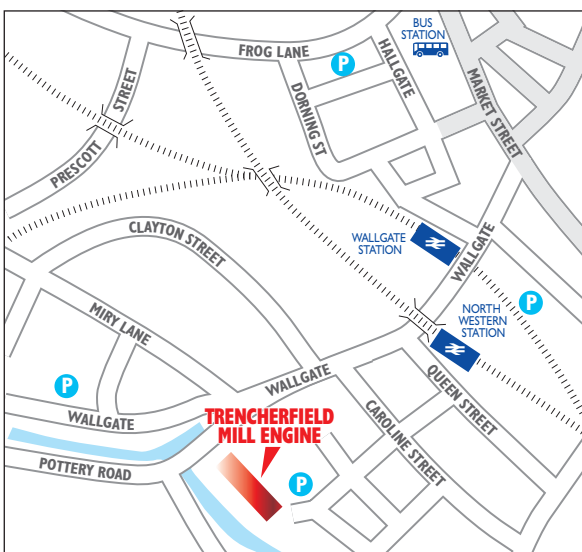 BUS
STATION
FROG LANE
P
HALLGATE
MARKET STREET
STREET
PRESCOTT
DORNING ST
WALLGATE
STATION
WALLGATE
CLAYTON STREET
P
NORTH
WESTERN
STATION
MIRY LANE
P
WALLGATE
QUEEN STREET
WALLGATE
TRENCHERFIELD
MILL ENGINE
CAROLINE STREET
POTTERY ROAD
P